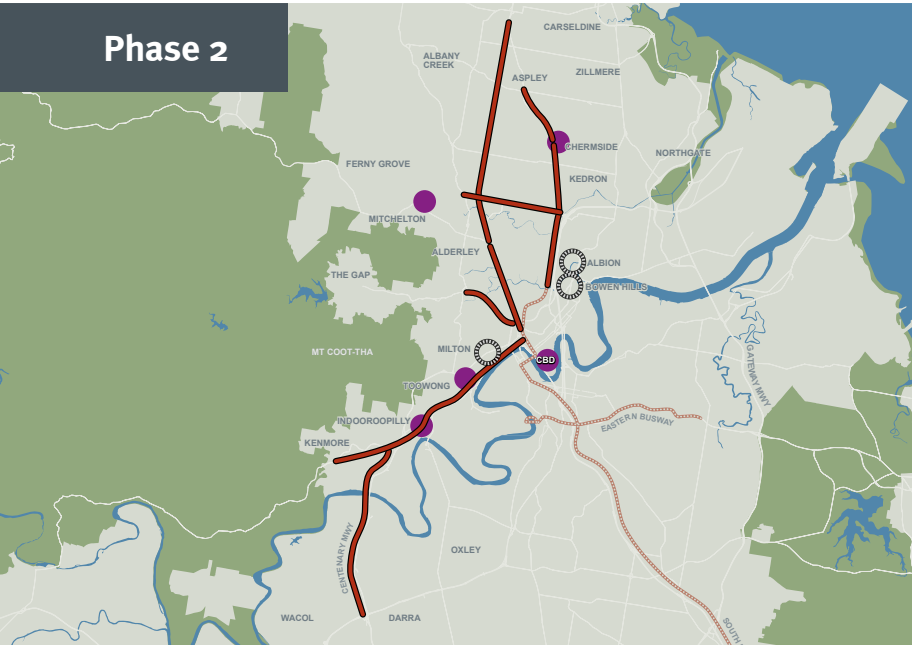 Phase 2
CARSELDINE
ALBANY
CREEK
ASPLEY
ZILLMERE
CHERMSIDE
NORTHGATE
FERNY GROVE
KEDRON
MITCHELTON
ALDERLEY
ALBION
THE GAP
BOWEN HILLS
MILTON
MT COOT-THA
CBD
GATEWAY MWY
TOOWONG
INDOOROOPILLY
EASTERN BUSWAY
KENMORE
CENTENARY MWY
OXLEY
WACOL
DARRA
SOUTH